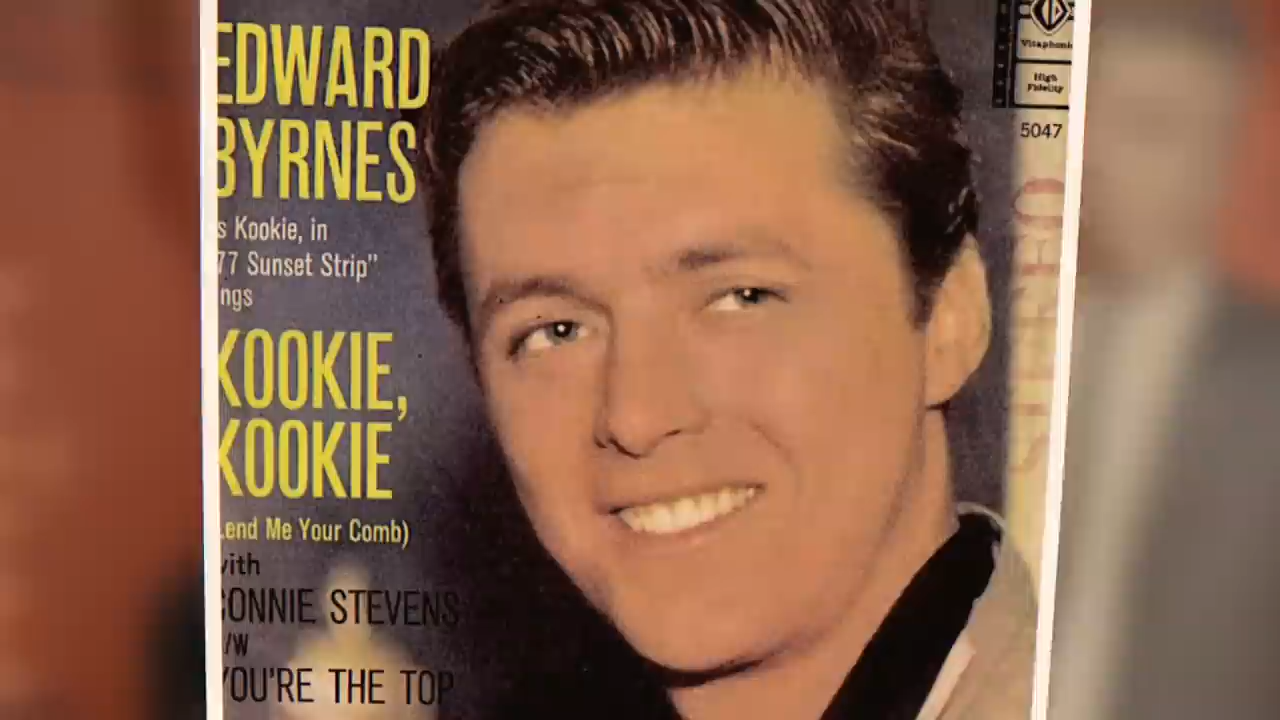 EDWARD
BYRNES
s Kookie, in
77 Sunset Strip"
ngs
KOOKIE,
KOOKIE
end Me Your Comb)
with
CONNIE STEVENS
/W
YOU'RE THE TOP
Vitaphonic
High
Fidelity
5047
STEREO